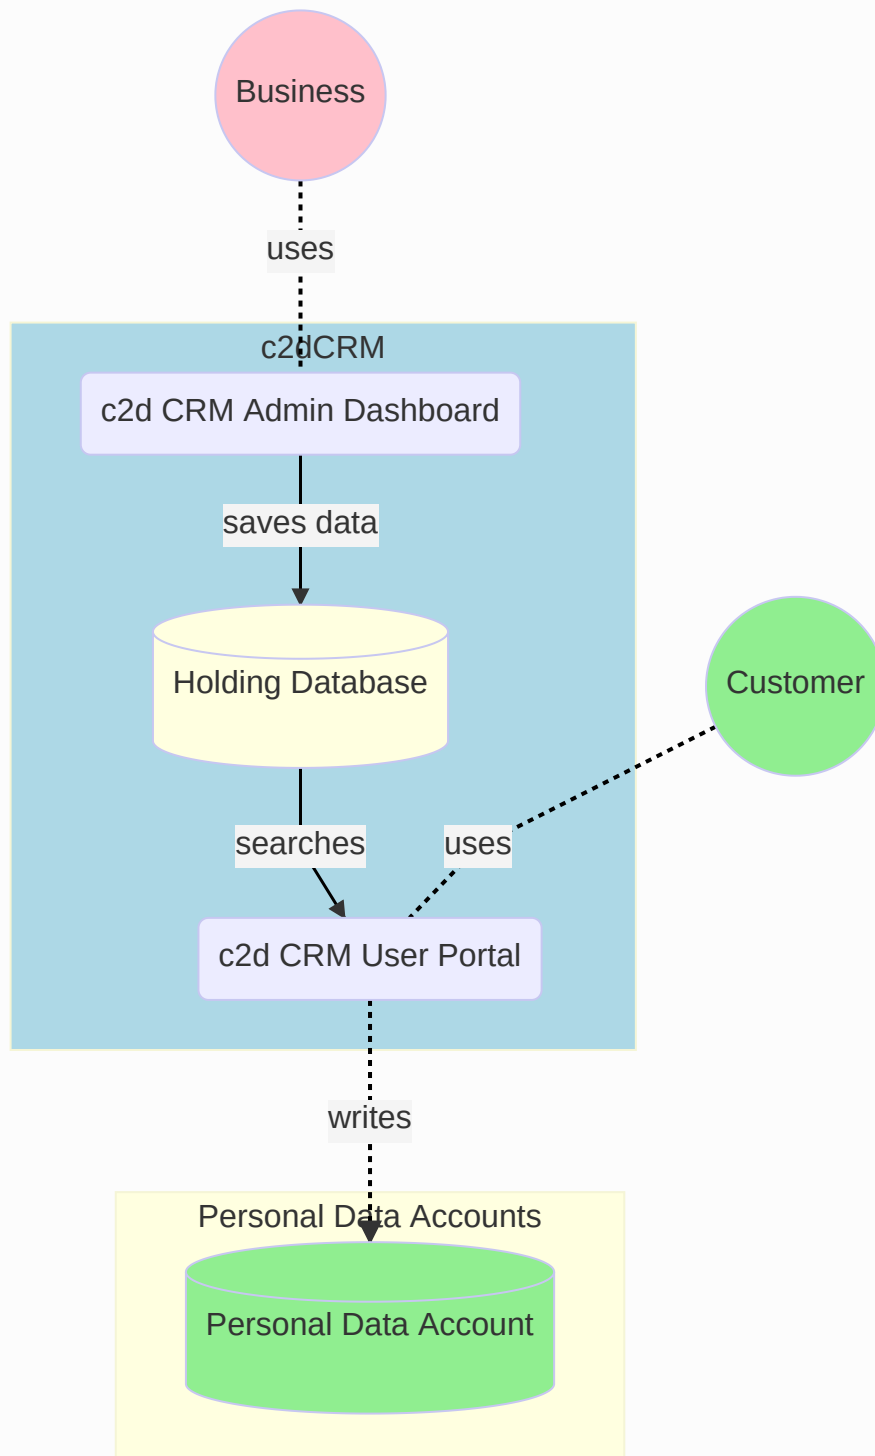 Business
uses
c2dCRM
c2d CRM Admin Dashboard
saves data
Holding Database
Customer
searches
uses
c2d CRM User Portal
writes
Personal Data Accounts
Personal Data Account